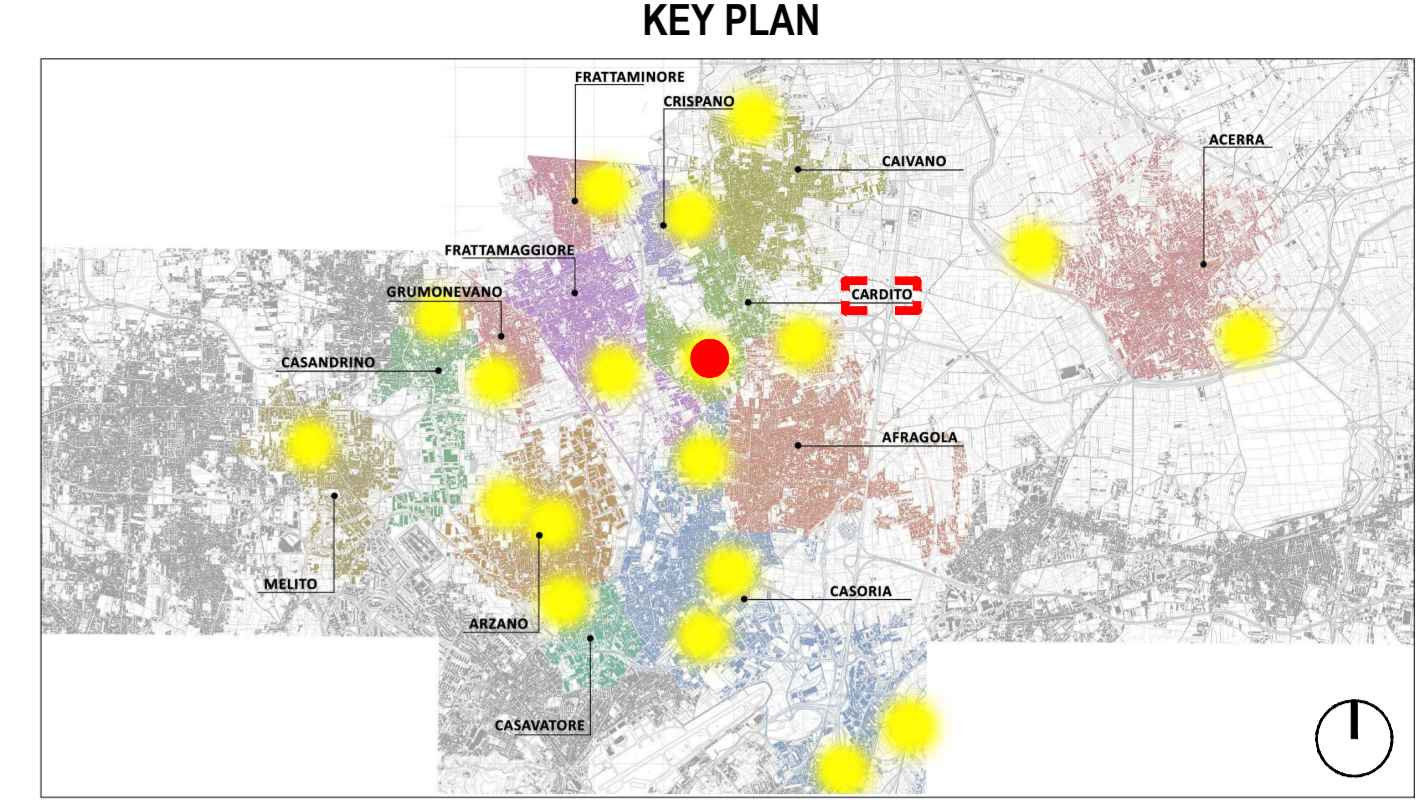 KEY PLAN
FRATTAMINORE
CRISPANO
ACERRA
CAIVANO
FRATTAMAGGIORE
GRUMONEVANO
CARDITO
CASANDRINO
AFRAGOLA
MELITO
CASORIA
ARZANO
CASAVATORE